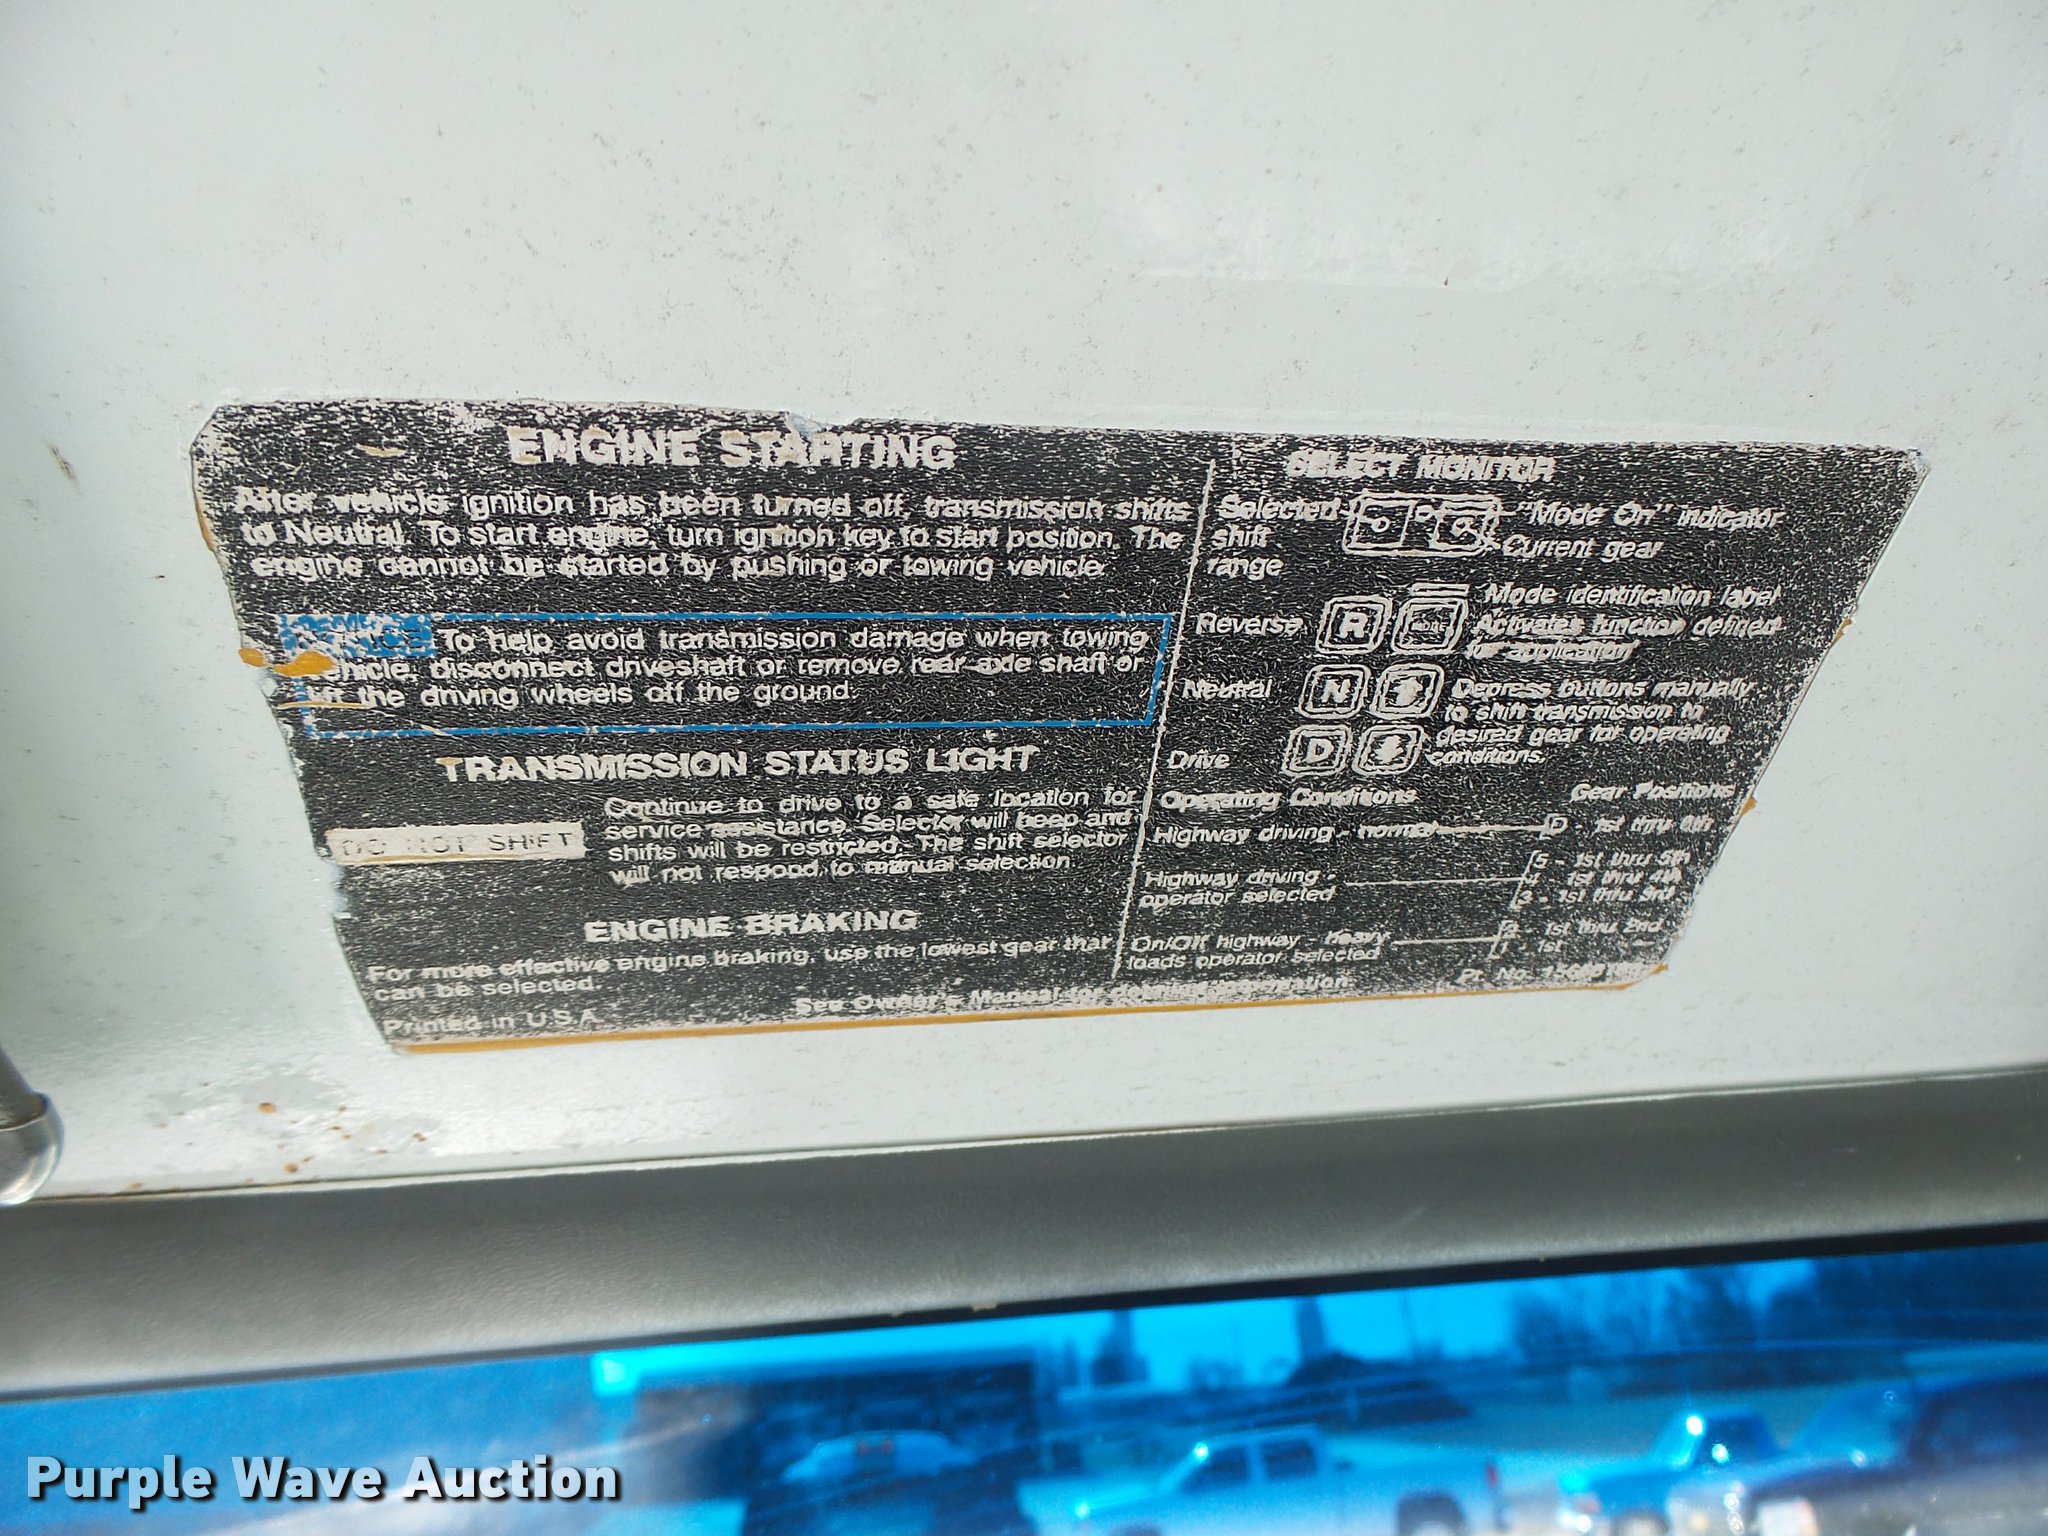 ENGINE STARTING
After vehicle ignition has been turned off, transmission shifts
to Neutral. To start engine, turn ignition key to start position. The
engine cannot be started by pushing or towing vehicle.
To help avoid transmission damage when towing
vehicle, disconnect driveshaft or remove rear axle shaft or
lift the driving wheels off the ground.
TRANSMISSION STATUS LIGHT
DO NOT SHIFT
Continue to drive to a safe location for
service assistance. Selector will beep and
shifts will be restricted. The shift selector
will not respond to manual selection
ENGINE BRAKING
For more effective engine braking, use the lowest gear that
can be selected.
Printed in U.S.A.
See Owner's Manual for detailed information
SELECT MONITOR
Selected
shift
range
"Mode On" indicator
Current gear
Mode identification label
Reverse R MODE Activates function defined
for application
Neutral N Depress buttons manually
to shift transmission to
desired gear for operating
conditions.
Drive D
Operating Conditions Gear Positions
Highway driving - normal D - 1st thru 6th
Highway driving -
operator selected
5 - 1st thru 5th
4 - 1st thru 4th
3 - 1st thru 3rd
On/Off highway - heavy
loads operator selected
2 - 1st thru 2nd
1 - 1st
Pt. No.
Purple Wave Auction